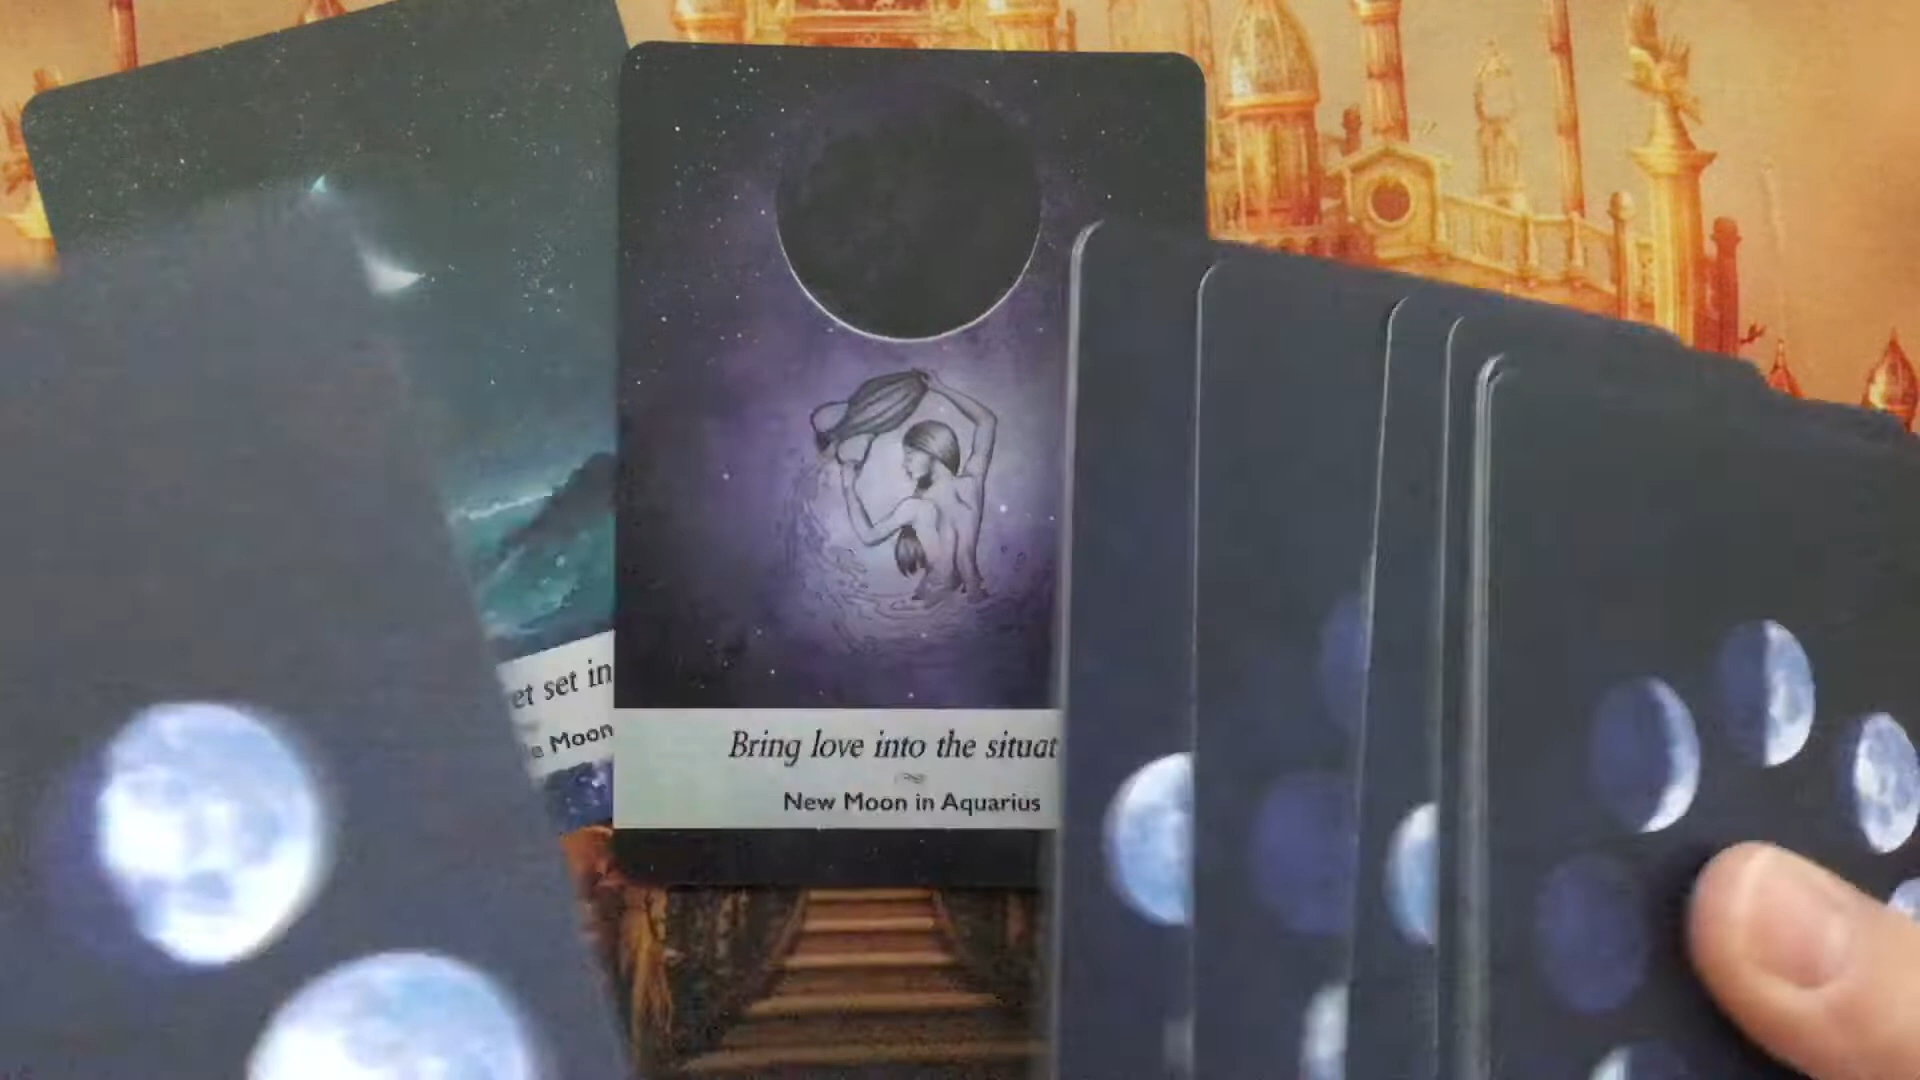 et set in
Moon
Bring love into the situat
New Moon in Aquarius